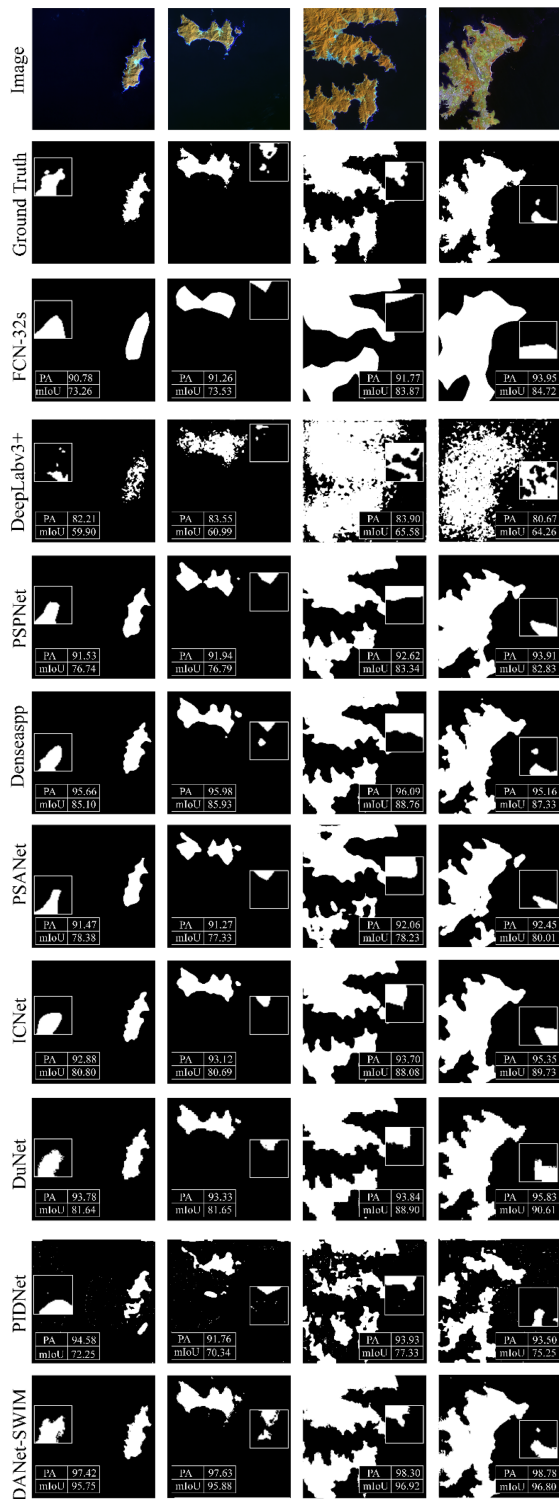 Image
Ground Truth
FCN-32s
PA 90.78
mIoU 73.26
PA 91.26
mIoU 73.53
PA 91.77
mIoU 83.87
PA 93.95
mIoU 84.72
DeepLabv3+
PA 82.21
mIoU 59.90
PA 83.55
mIoU 60.99
PA 83.90
mIoU 65.58
PA 80.67
mIoU 64.26
PSPNet
PA 91.53
mIoU 76.74
PA 91.94
mIoU 76.79
PA 92.62
mIoU 83.34
PA 93.91
mIoU 82.83
Denseaspp
PA 95.66
mIoU 85.10
PA 95.98
mIoU 85.93
PA 96.09
mIoU 88.76
PA 95.16
mIoU 87.33
PSANet
PA 91.47
mIoU 78.38
PA 91.27
mIoU 77.33
PA 92.06
mIoU 78.23
PA 92.45
mIoU 80.01
ICNet
PA 92.88
mIoU 80.80
PA 93.12
mIoU 80.69
PA 93.70
mIoU 88.08
PA 95.35
mIoU 89.73
DuNet
PA 93.78
mIoU 81.64
PA 93.33
mIoU 81.65
PA 93.84
mIoU 88.90
PA 95.83
mIoU 90.61
PIDNet
PA 94.58
mIoU 72.25
PA 91.76
mIoU 70.34
PA 93.93
mIoU 77.33
PA 93.50
mIoU 75.25
DANet-SWIM
PA 97.42
mIoU 95.75
PA 97.63
mIoU 95.88
PA 98.30
mIoU 96.92
PA 98.78
mIoU 96.86